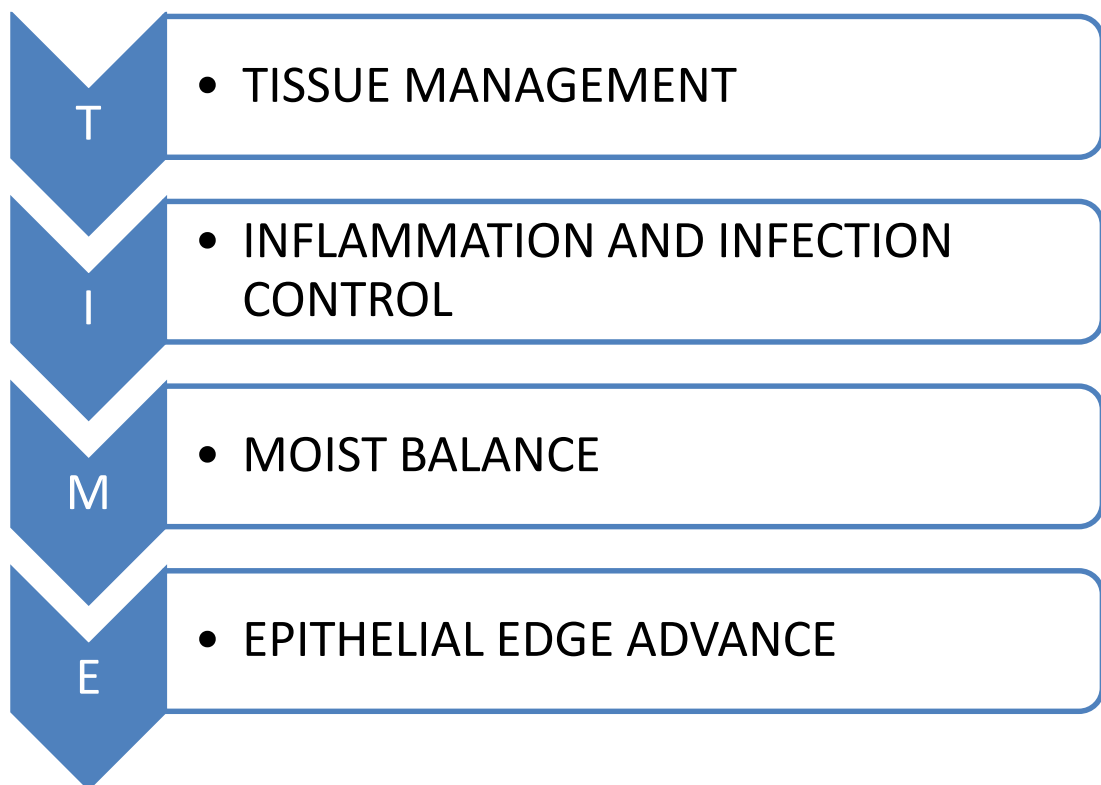 T
• TISSUE MANAGEMENT
I
• INFLAMMATION AND INFECTION
CONTROL
M
• MOIST BALANCE
E
• EPITHELIAL EDGE ADVANCE